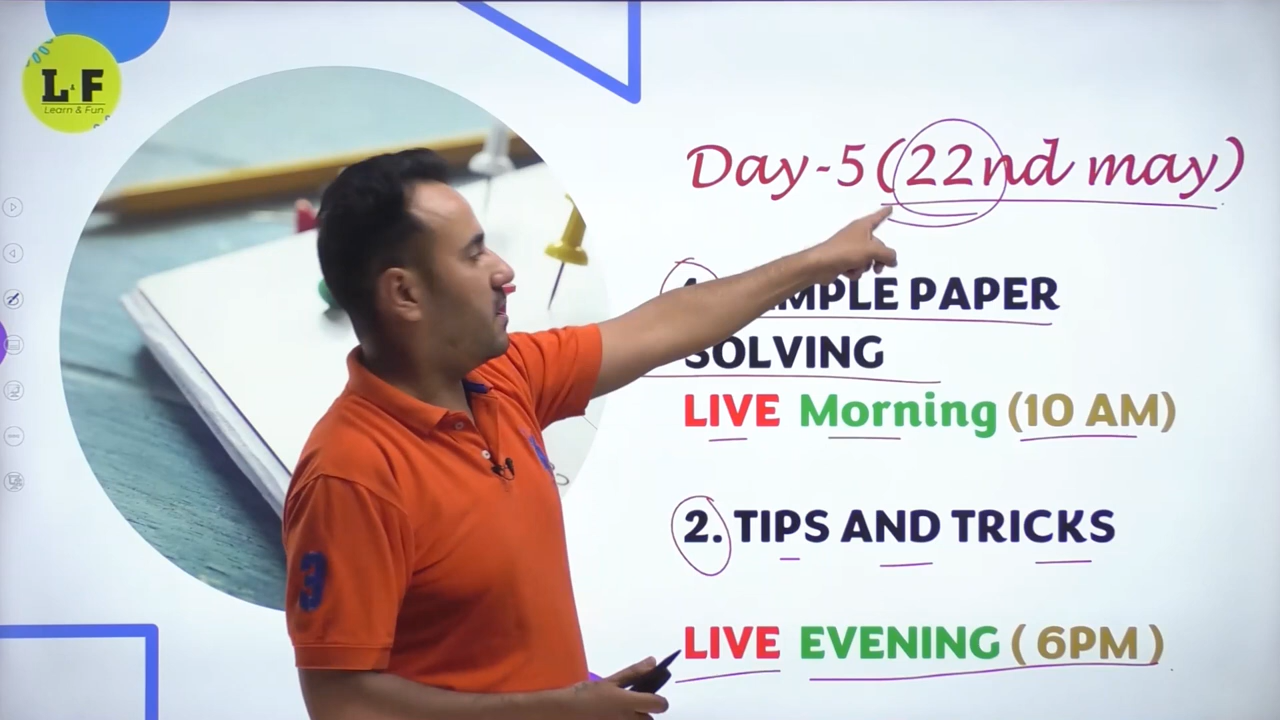 L&F
Learn & Fun
Day-5(22nd may)
PAPER
SOLVING
LIVE Morning (10 AM)
2. TIPS AND TRICKS
LIVE EVENING ( 6PM )
3